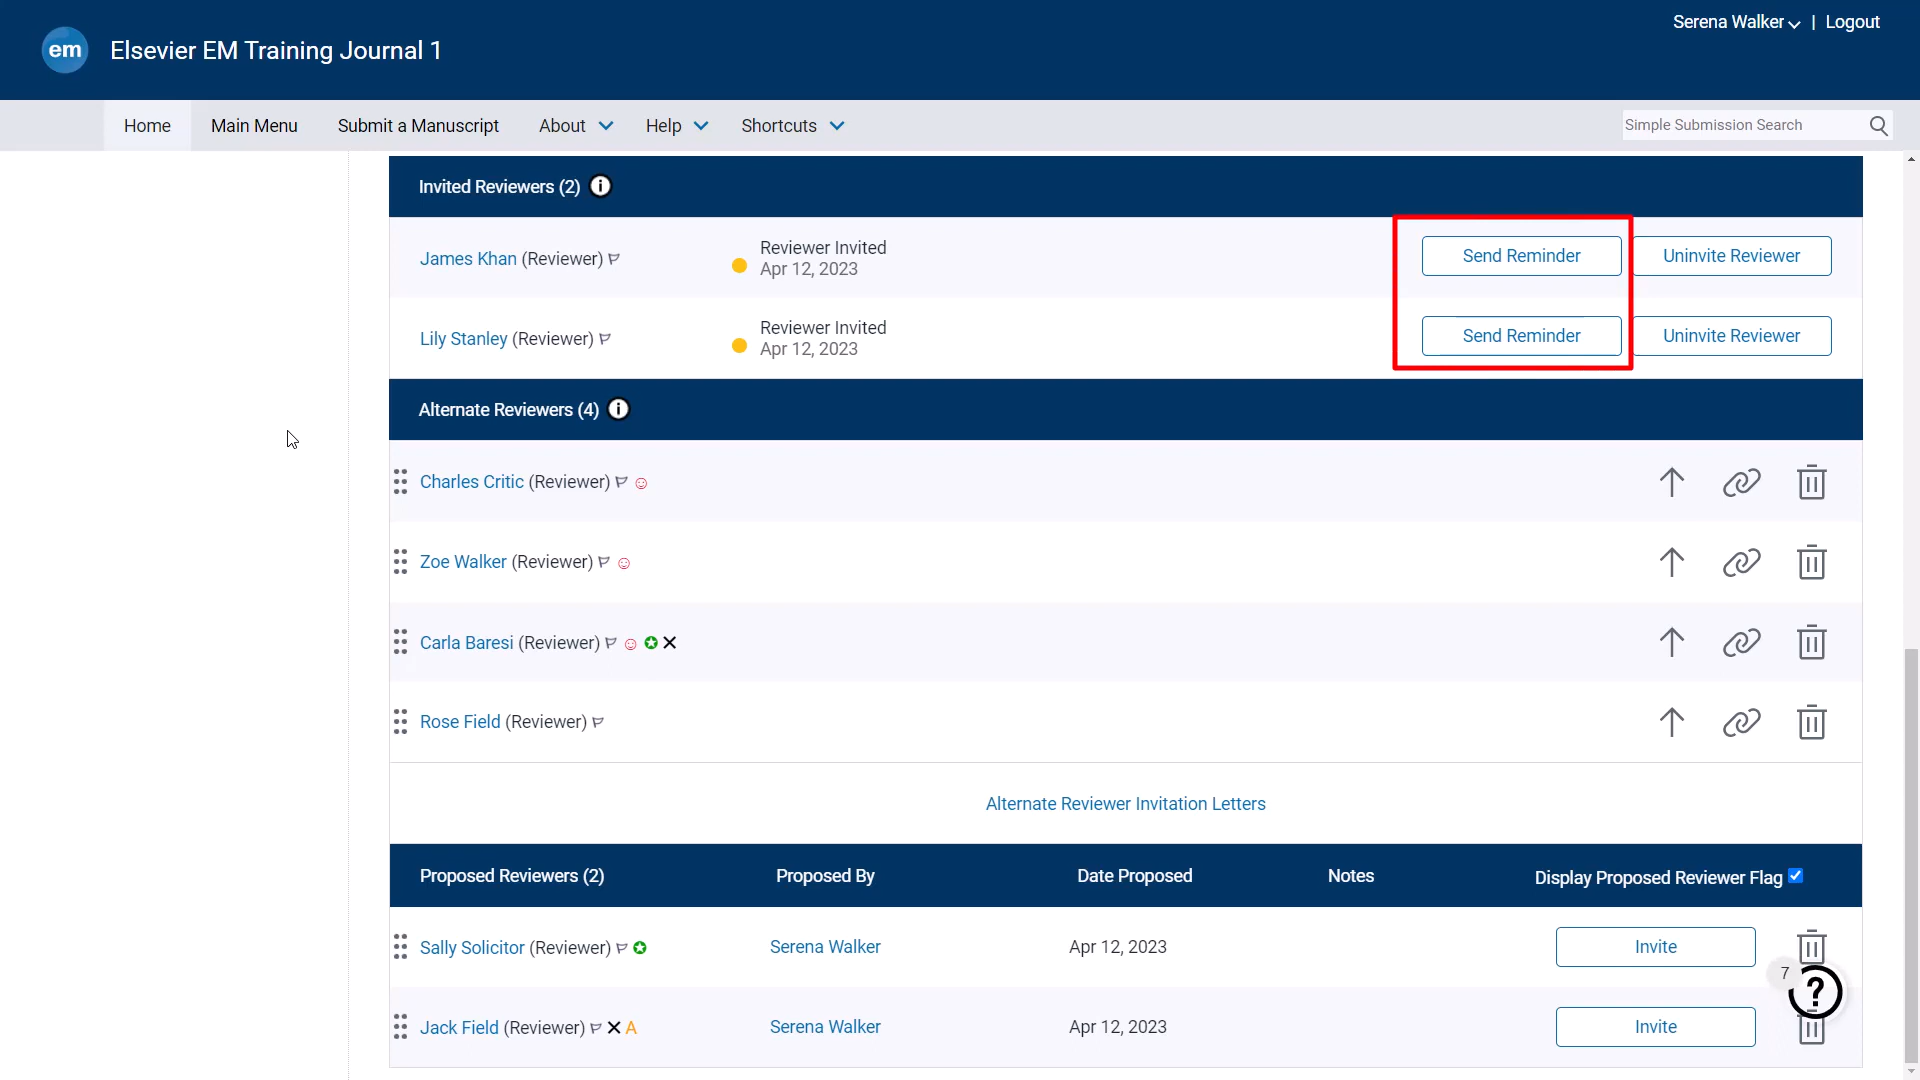 Serena Walker | Logout
em Elsevier EM Training Journal 1
Home Main Menu Submit a Manuscript About Help Shortcuts Simple Submission Search
Invited Reviewers (2) i
James Khan (Reviewer) Reviewer Invited Apr 12, 2023 Send Reminder Uninvite Reviewer
Lily Stanley (Reviewer) Reviewer Invited Apr 12, 2023 Send Reminder Uninvite Reviewer
Alternate Reviewers (4) i
Charles Critic (Reviewer)
Zoe Walker (Reviewer)
Carla Baresi (Reviewer)
Rose Field (Reviewer)
Alternate Reviewer Invitation Letters
Proposed Reviewers (2) Proposed By Date Proposed Notes Display Proposed Reviewer Flag
Sally Solicitor (Reviewer) Serena Walker Apr 12, 2023 Invite
7 ?
Jack Field (Reviewer) A Serena Walker Apr 12, 2023 Invite